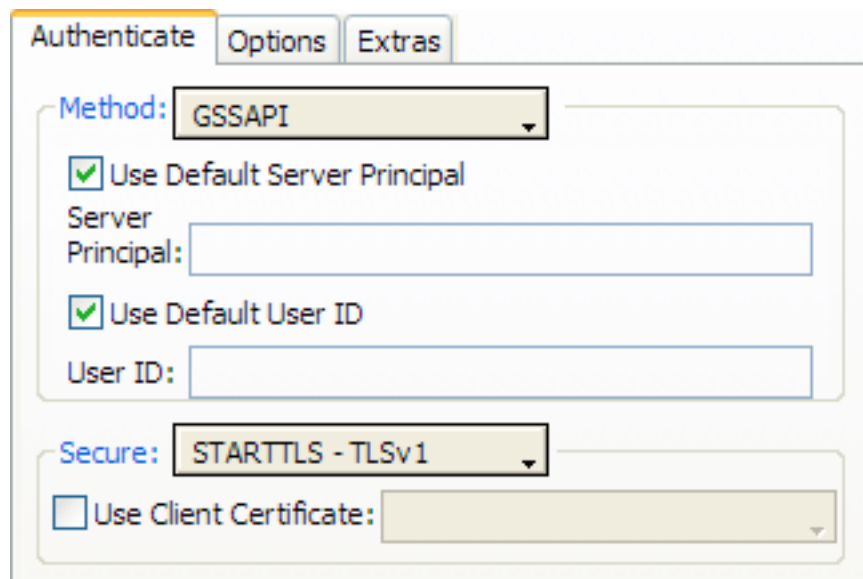 Authenticate Options Extras
Method: GSSAPI
Use Default Server Principal
Server
Principal:
Use Default User ID
User ID:
Secure: STARTTLS - TLSv1
Use Client Certificate: